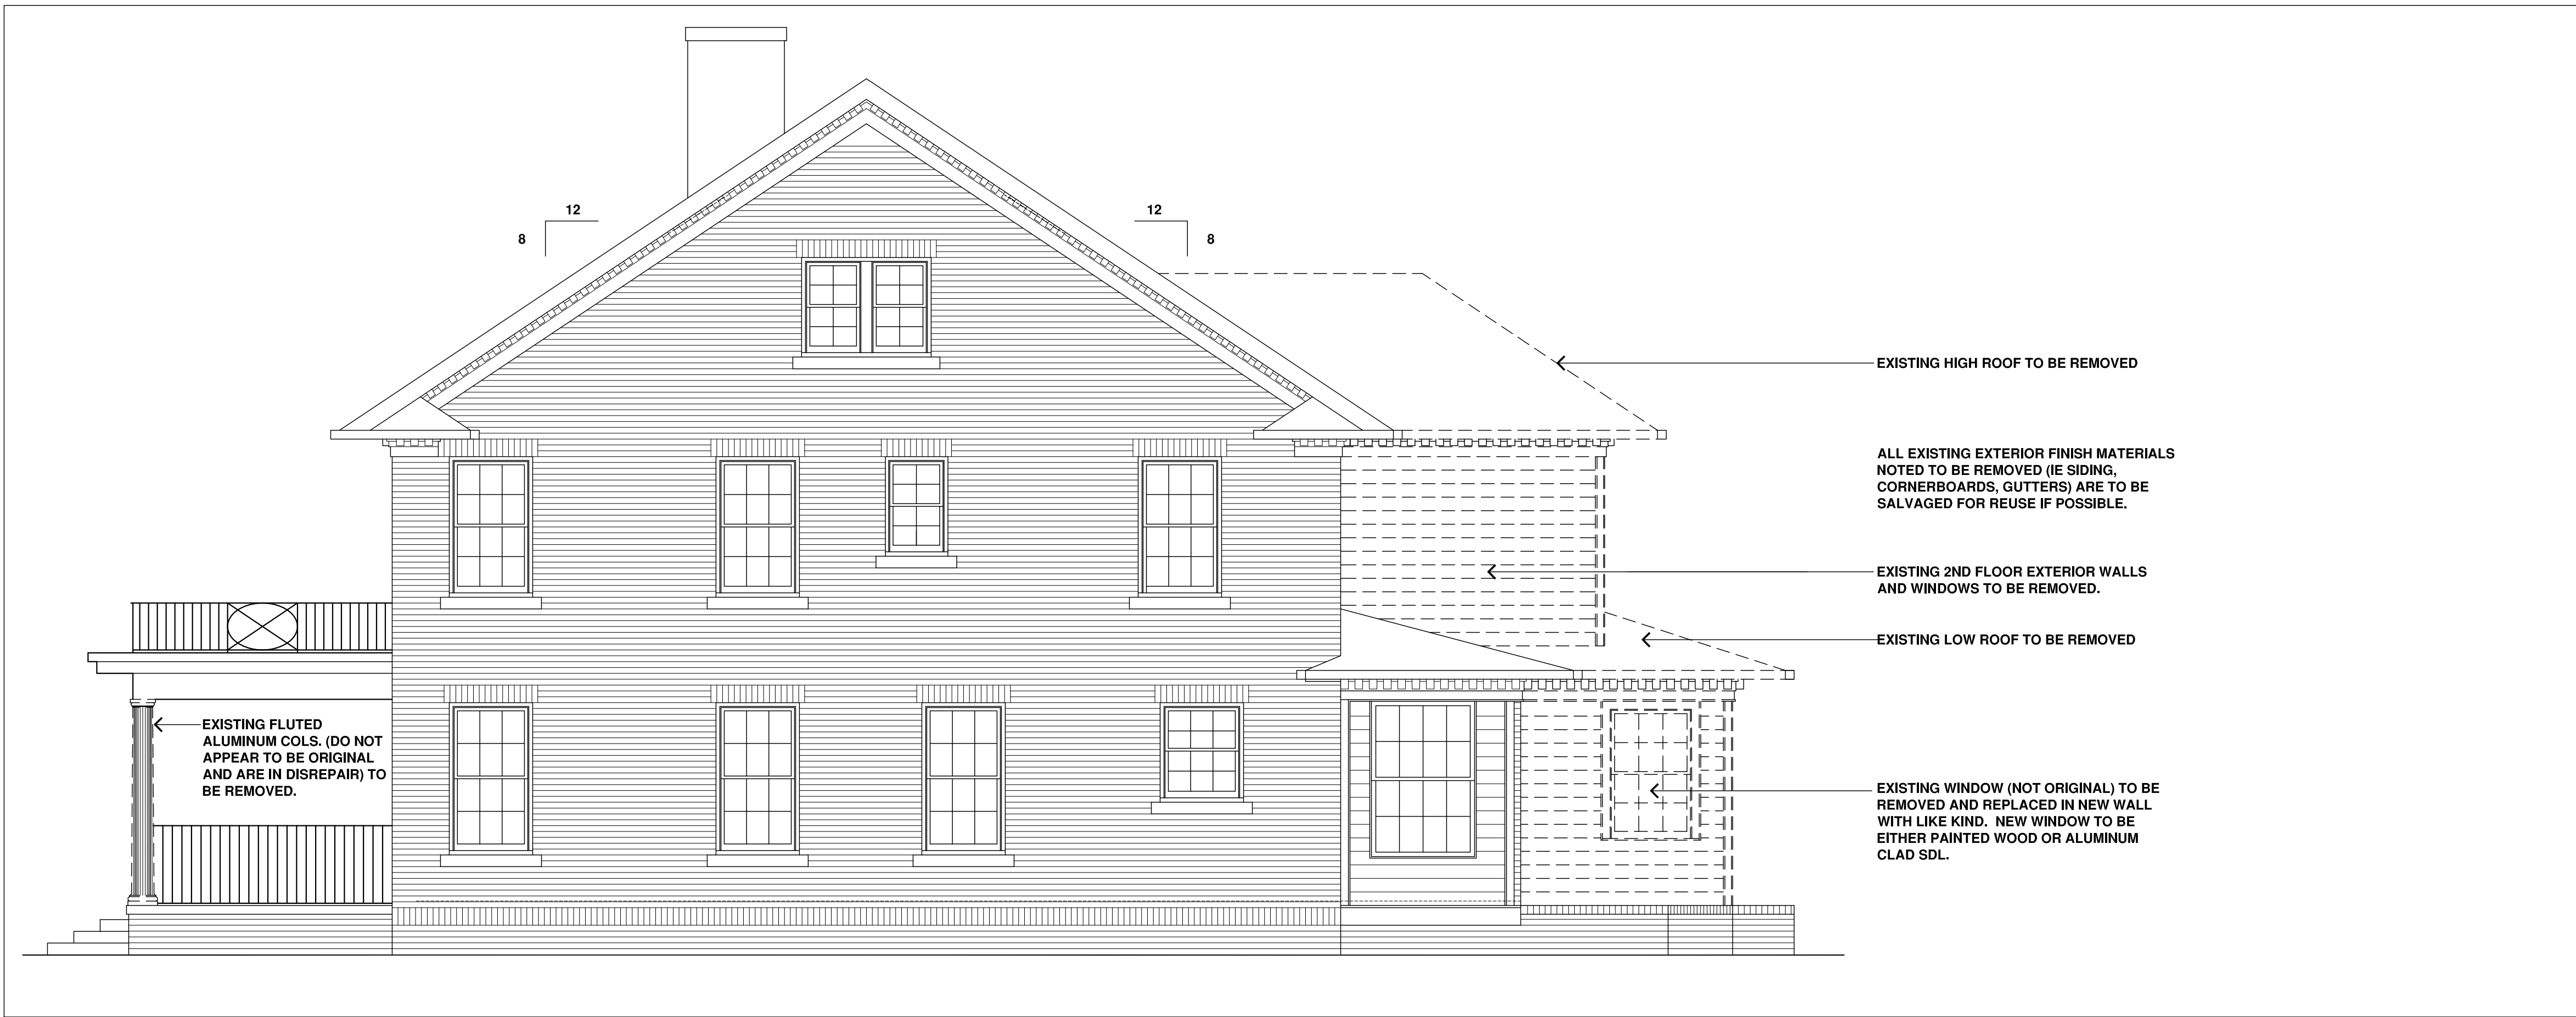 12
8
12
8
EXISTING HIGH ROOF TO BE REMOVED
ALL EXISTING EXTERIOR FINISH MATERIALS
NOTED TO BE REMOVED (IE SIDING,
CORNERBOARDS, GUTTERS) ARE TO BE
SALVAGED FOR REUSE IF POSSIBLE.
EXISTING 2ND FLOOR EXTERIOR WALLS
AND WINDOWS TO BE REMOVED.
EXISTING LOW ROOF TO BE REMOVED
EXISTING FLUTED
ALUMINUM COLS. (DO NOT
APPEAR TO BE ORIGINAL
AND ARE IN DISREPAIR) TO
BE REMOVED.
EXISTING WINDOW (NOT ORIGINAL) TO BE
REMOVED AND REPLACED IN NEW WALL
WITH LIKE KIND.  NEW WINDOW TO BE
EITHER PAINTED WOOD OR ALUMINUM
CLAD SDL.